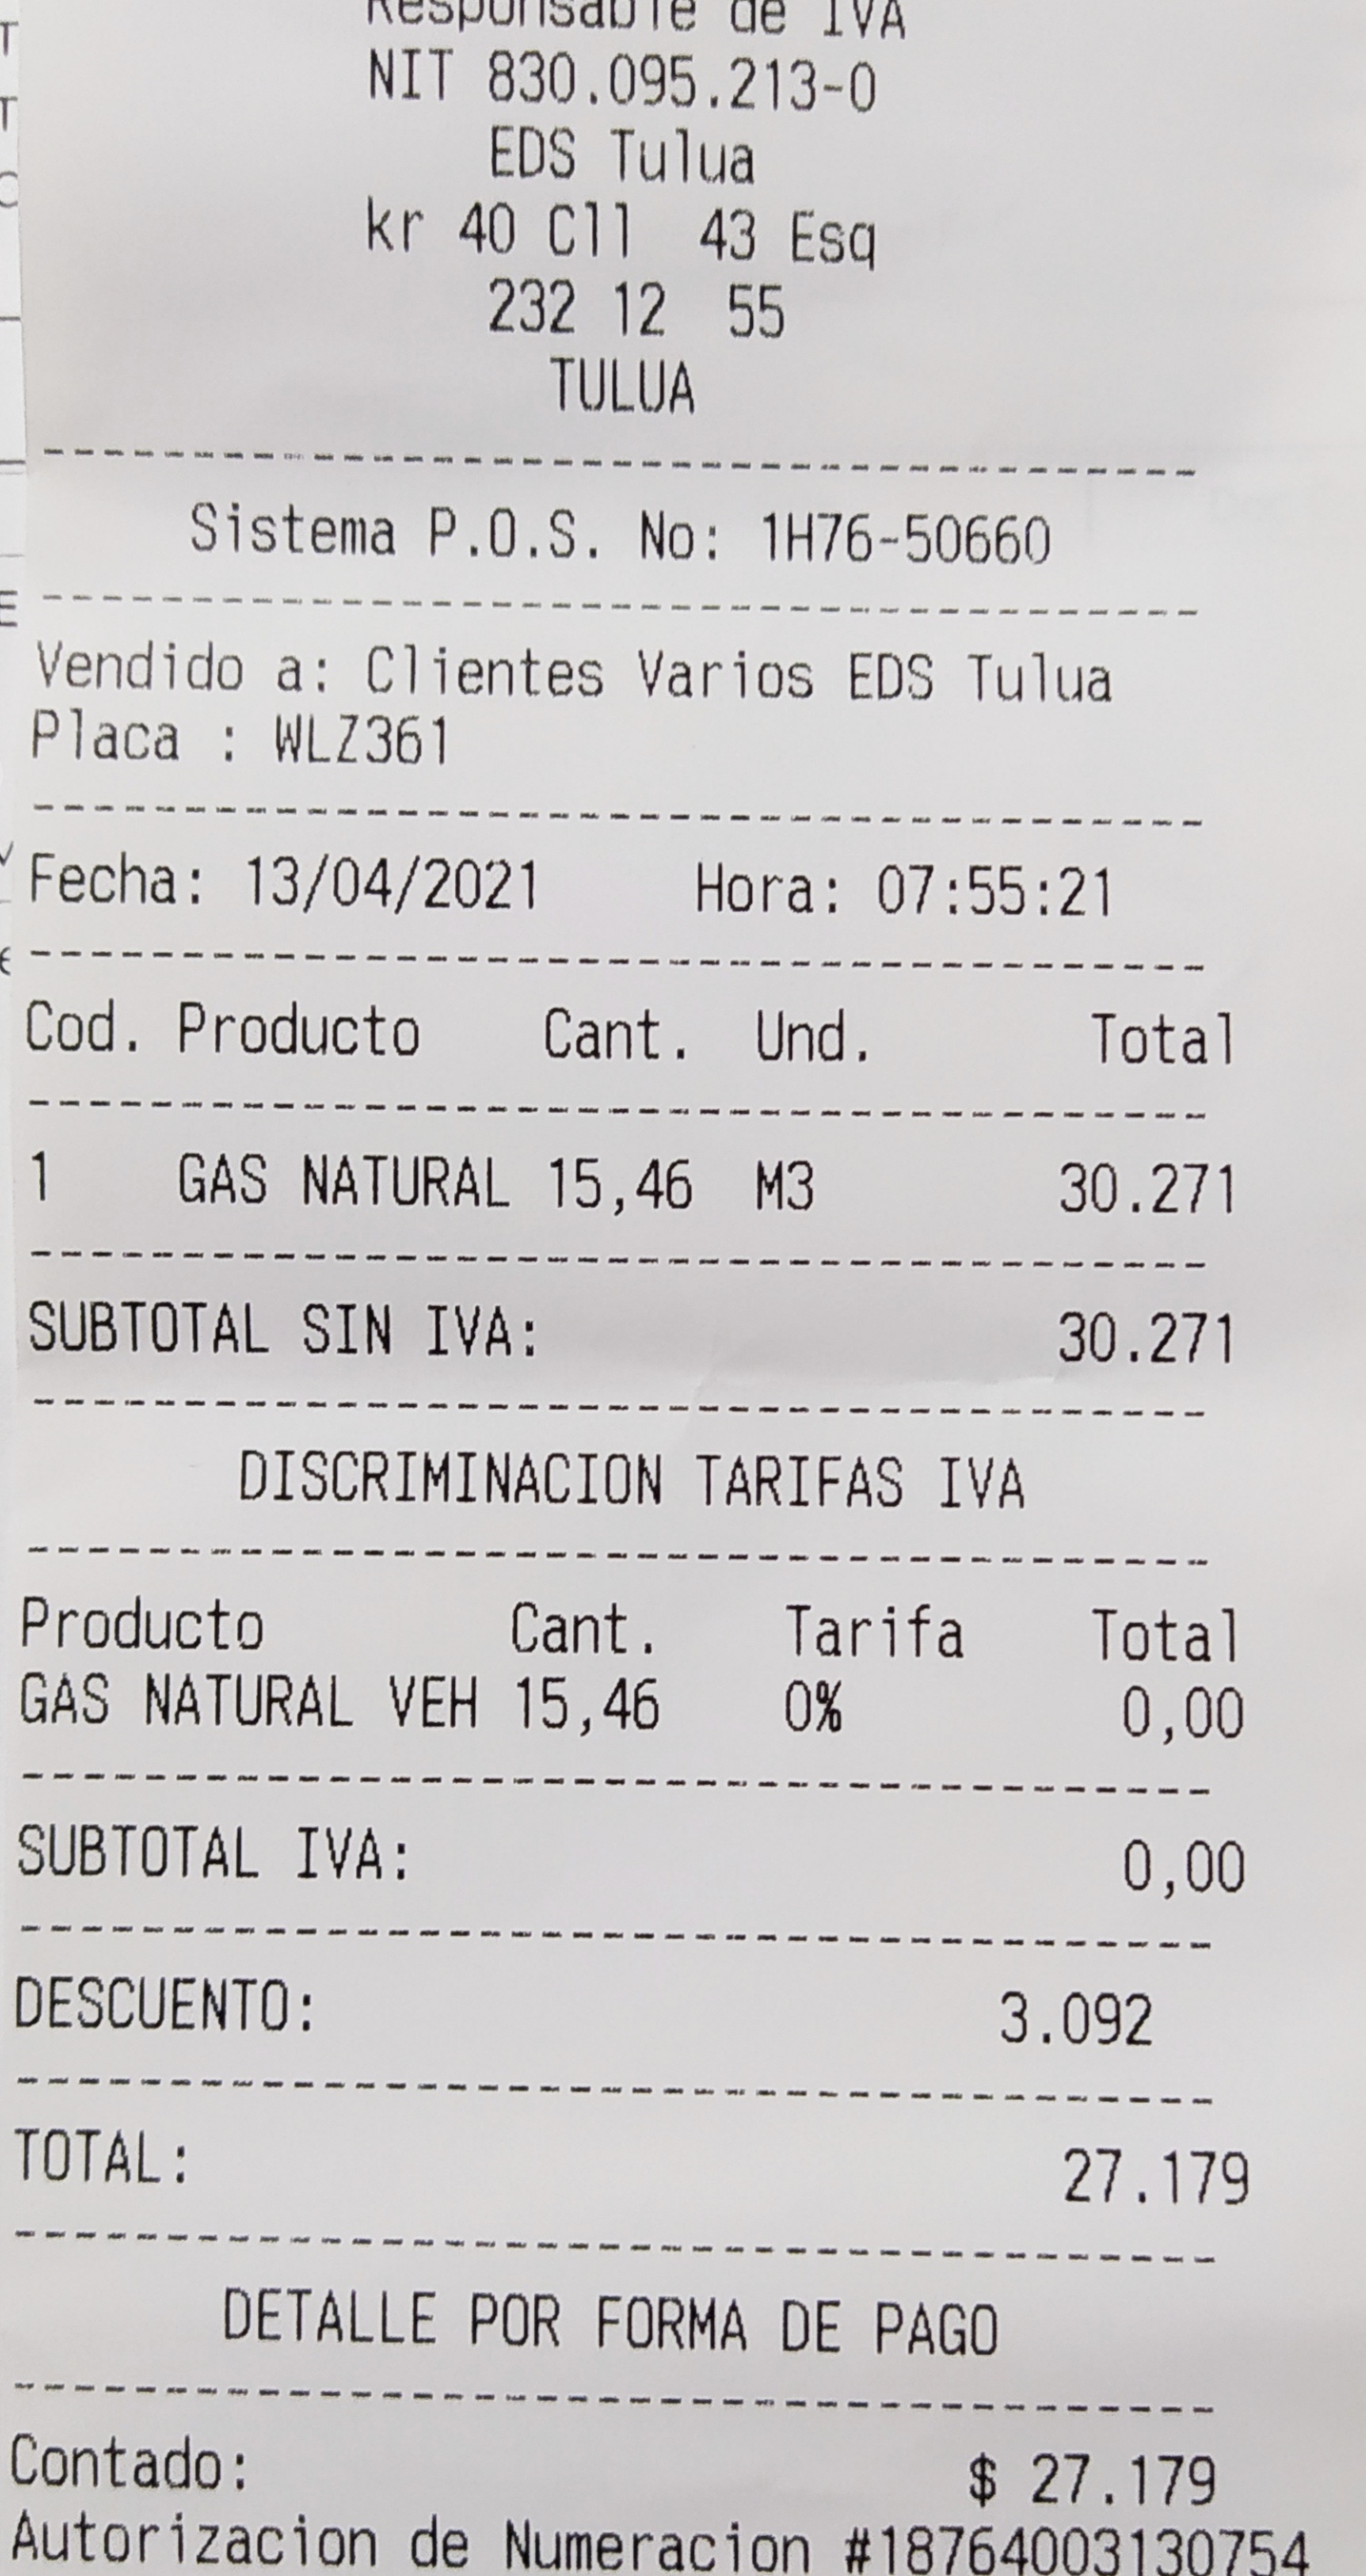 Responsable de IVA
NIT 830.095.213-0
EDS Tulua
kr 40 Cll  43 Esq
232 12  55
TULUA
--------------------------------------
Sistema P.O.S. No: 1H76-50660
--------------------------------------
Vendido a: Clientes Varios EDS Tulua
Placa : WLZ361
--------------------------------------
Fecha: 13/04/2021     Hora: 07:55:21
--------------------------------------
Cod. Producto    Cant.  Und.       Total
--------------------------------------
1    GAS NATURAL 15,46  M3        30.271
--------------------------------------
SUBTOTAL SIN IVA:                 30.271
--------------------------------------
DISCRIMINACION TARIFAS IVA
--------------------------------------
Producto        Cant.    Tarifa    Total
GAS NATURAL VEH 15,46    0%         0,00
--------------------------------------
SUBTOTAL IVA:                       0,00
--------------------------------------
DESCUENTO:                      3.092
--------------------------------------
TOTAL:                            27.179
--------------------------------------
DETALLE POR FORMA DE PAGO
--------------------------------------
Contado:                       $ 27.179
Autorizacion de Numeracion #18764003130754